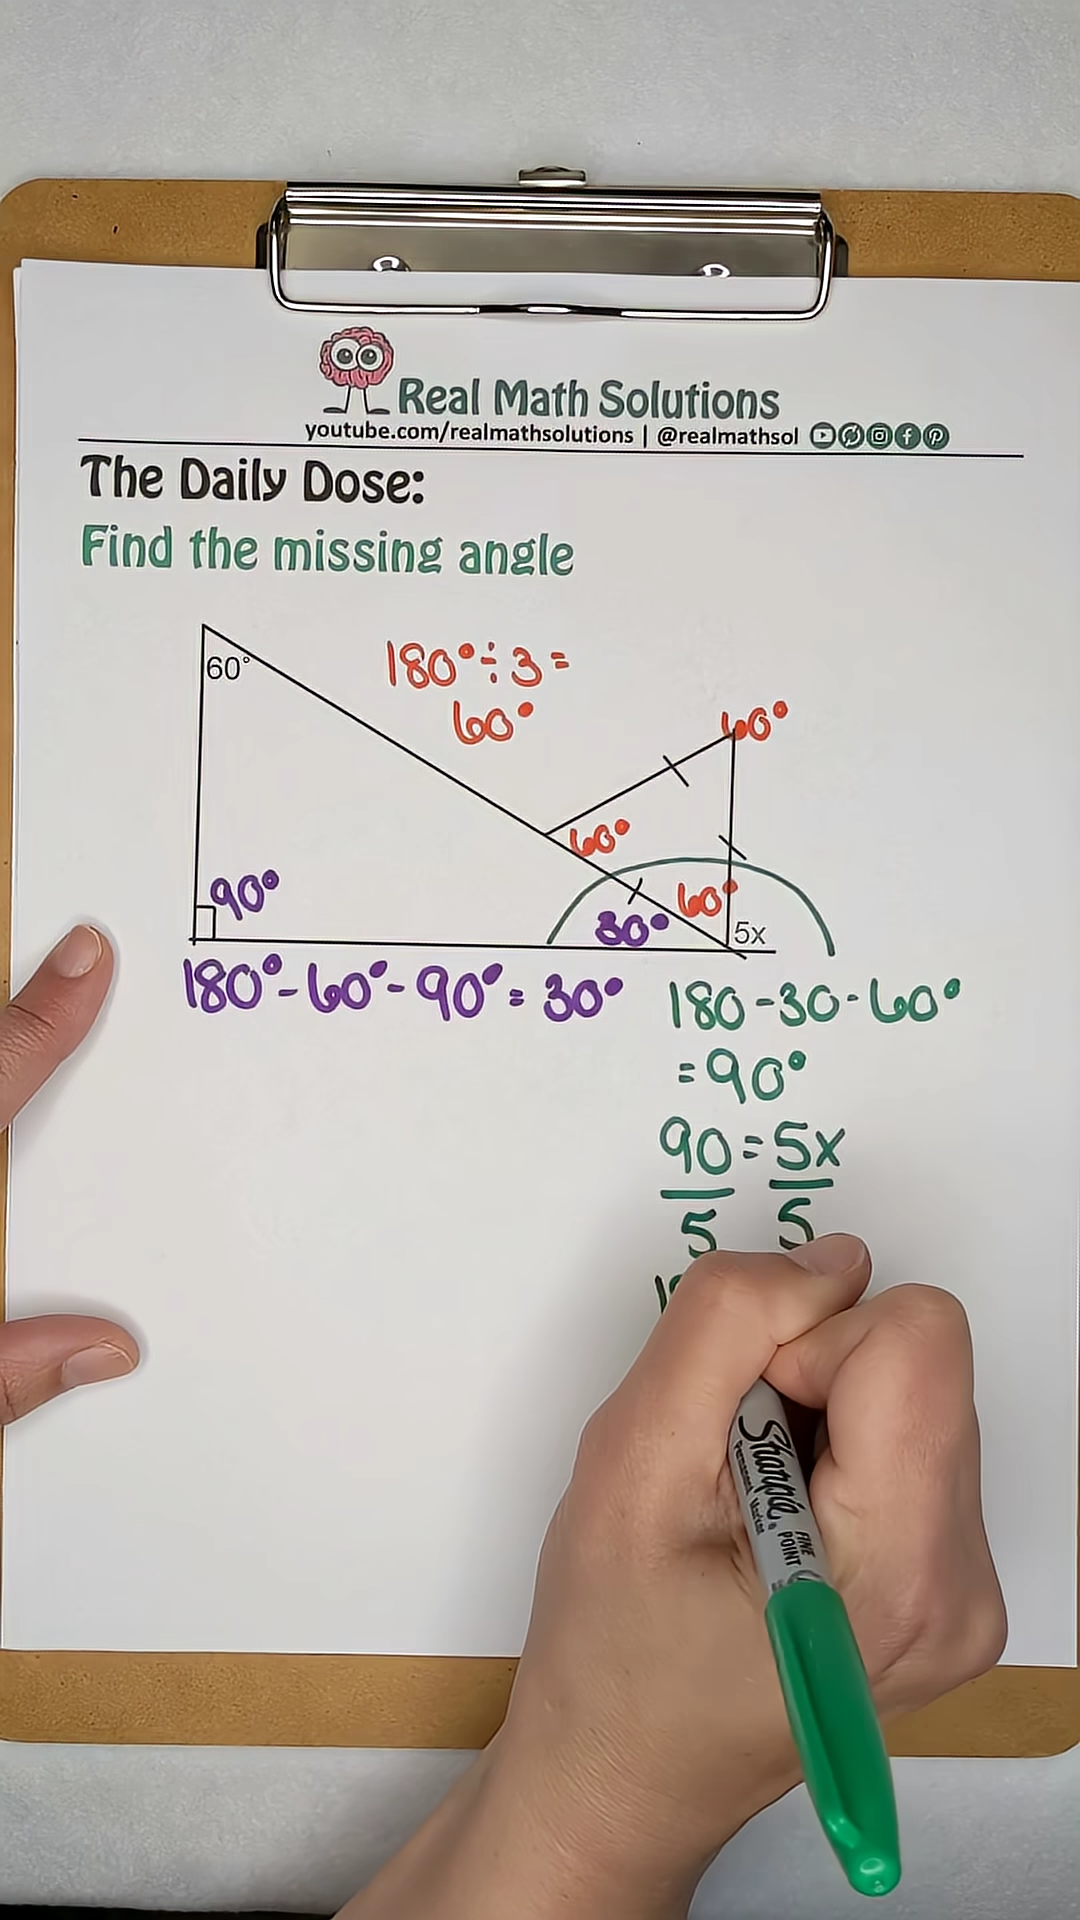 Real Math Solutions
youtube.com/realmathsolutions | @realmathsol
The Daily Dose:
Find the missing angle
60°
180°÷3=
60°
60°
60°
90°
60°
30°
5x
180°-60°-90°=30°
180-30-60°
=90°
90=5x
5 5
Sharpie
Permanent Marker
FINE
POINT